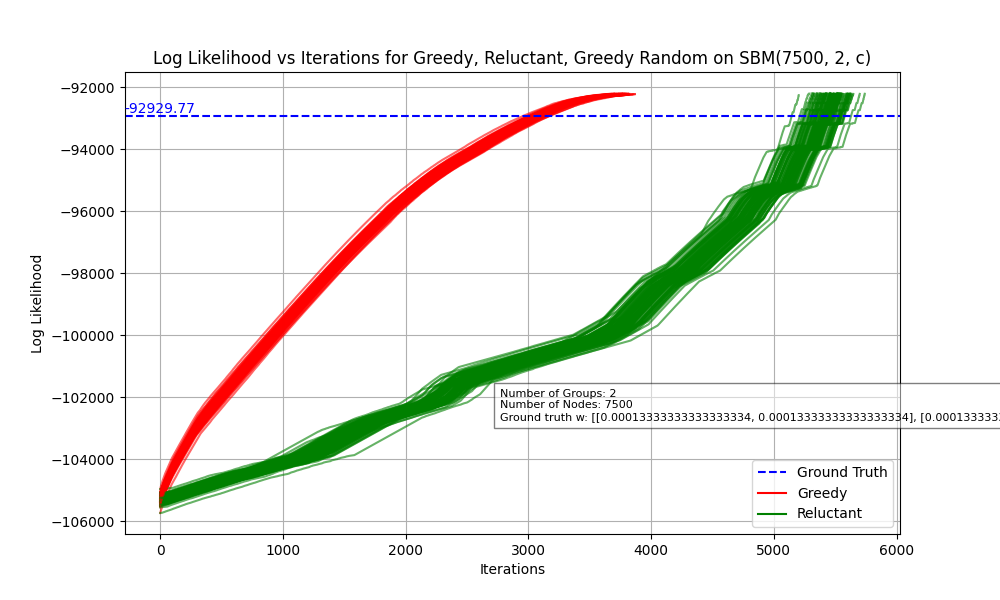 Log Likelihood vs Iterations for Greedy, Reluctant, Greedy Random on SBM(7500, 2, c)
−92000
-92929.77
−94000
−96000
−98000
−100000
−102000
−104000
−106000
Log Likelihood
Number of Groups: 2
Number of Nodes: 7500
Ground truth w: [[0.00013333333333333334, 0.00013333333333333334], [0.0001333333
Ground Truth
Greedy
Reluctant
0 1000 2000 3000 4000 5000 6000
Iterations